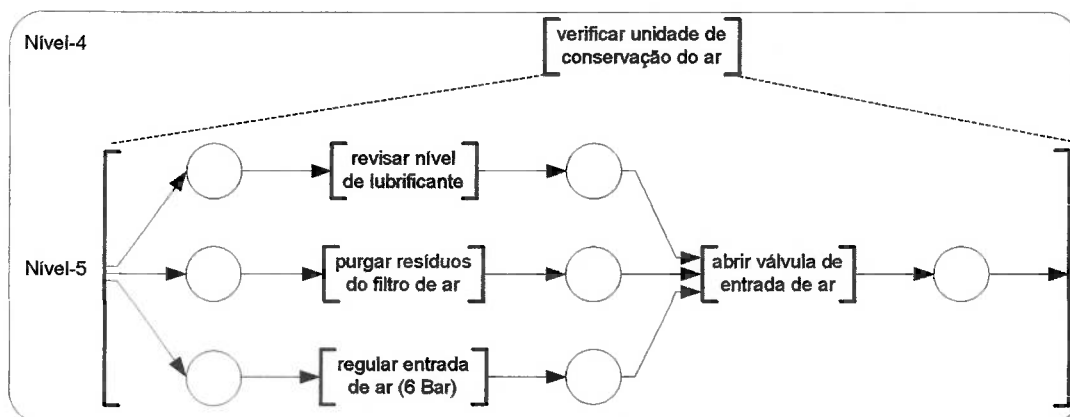 Nível-4
verificar unidade de
conservação do ar
revisar nível
de lubrificante
Nível-5
purgar resíduos
do filtro de ar
abrir válvula de
entrada de ar
regular entrada
de ar (6 Bar)